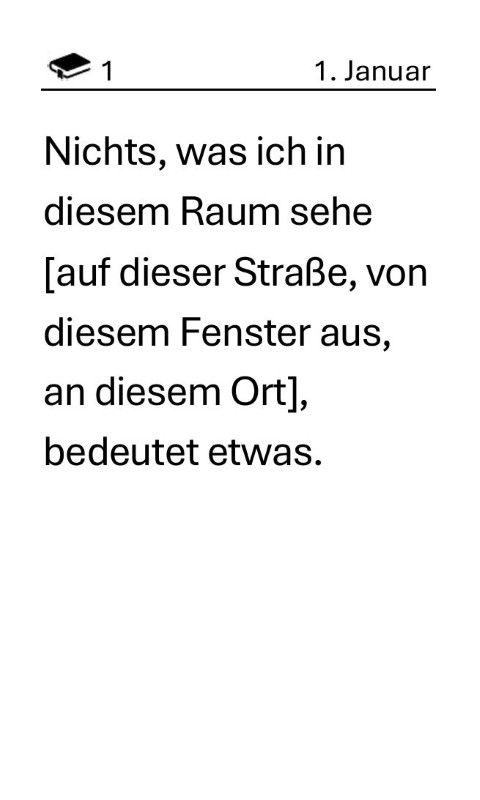 1 1. Januar
Nichts, was ich in
diesem Raum sehe
[auf dieser Straße, von
diesem Fenster aus,
an diesem Ort],
bedeutet etwas.